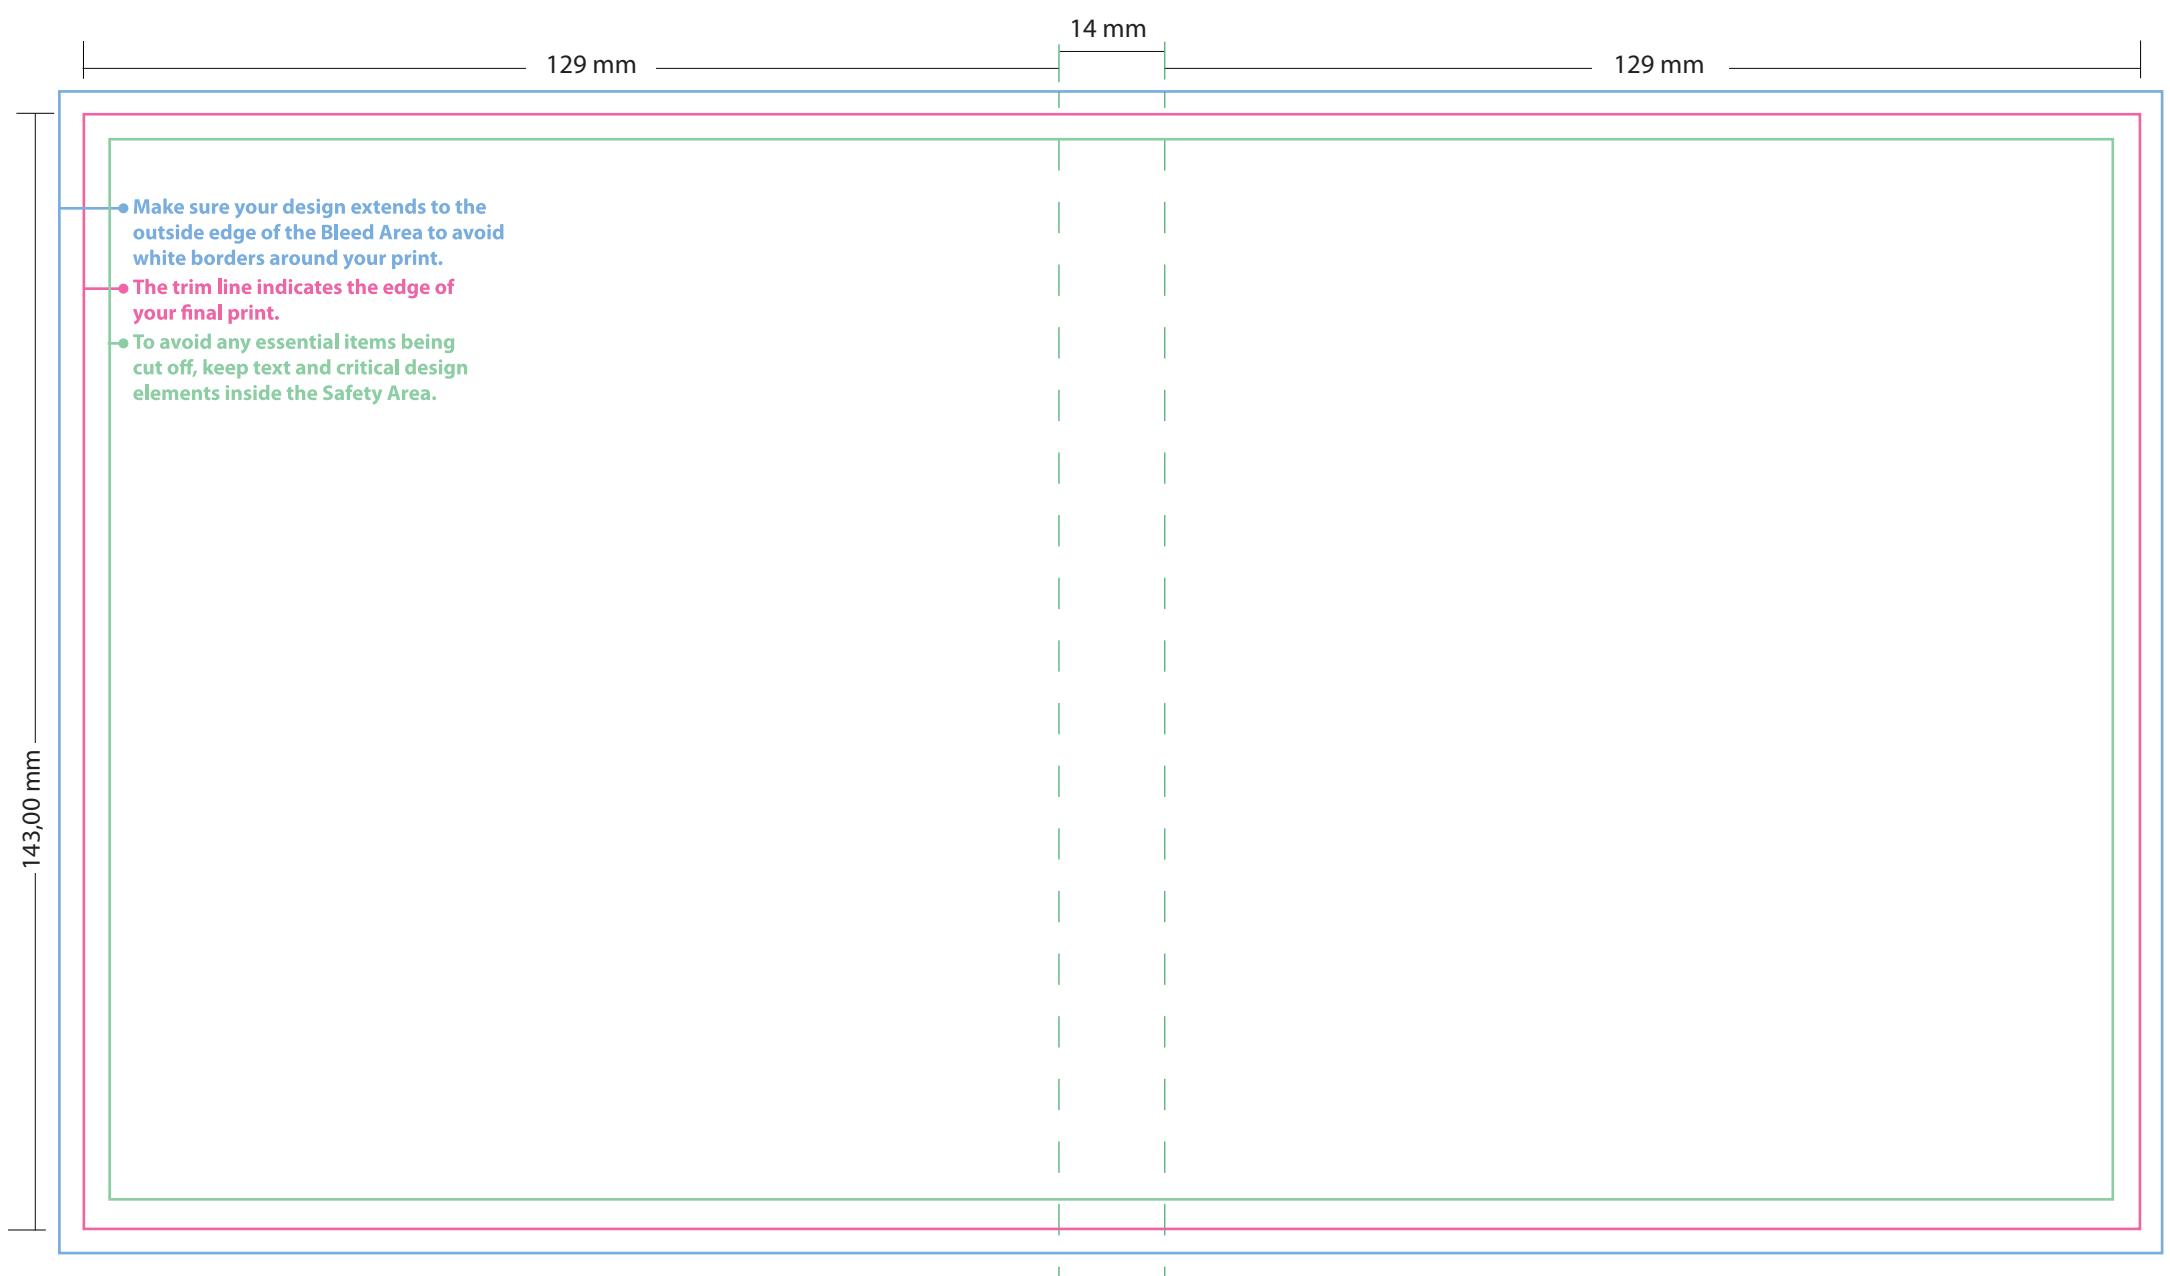 14 mm
129 mm
129 mm
Make sure your design extends to the
outside edge of the Bleed Area to avoid
white borders around your print.
The trim line indicates the edge of
your final print.
To avoid any essential items being
cut off, keep text and critical design
elements inside the Safety Area.
143,00 mm